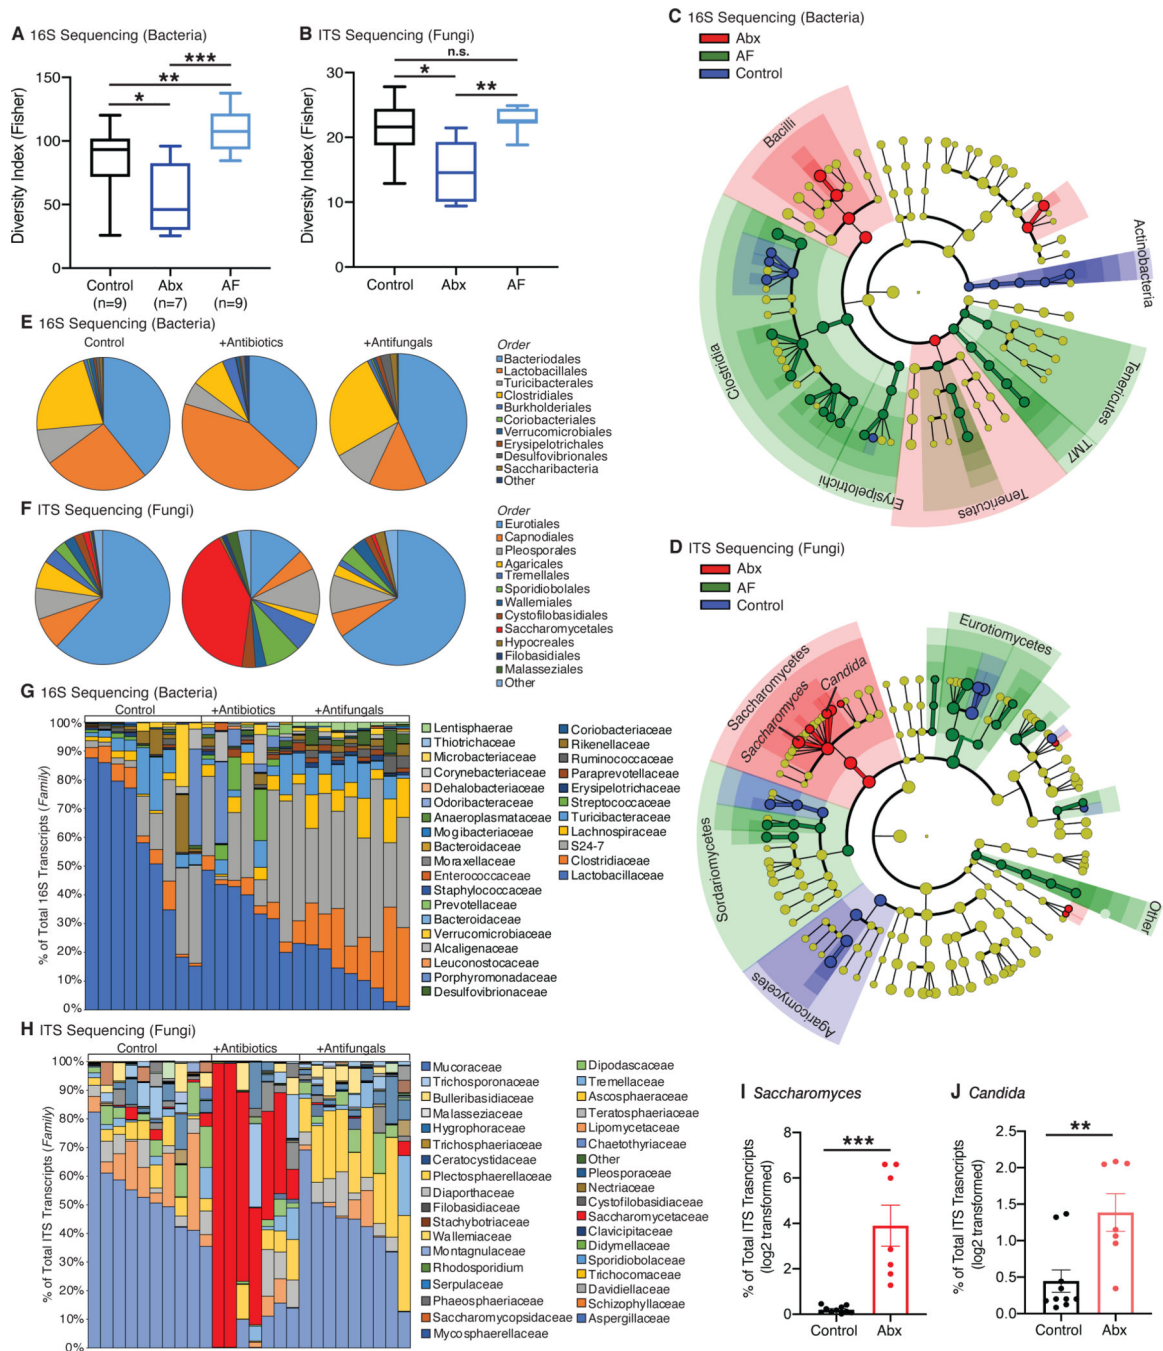 A 16S Sequencing (Bacteria)
Diversity Index (Fisher)
150
100
50
0
***
**
*
Control
(n=9)
Abx
(n=7)
AF
(n=9)
B ITS Sequencing (Fungi)
Diversity Index (Fisher)
30
20
10
0
n.s.
*
**
Control
Abx
AF
C 16S Sequencing (Bacteria)
Abx
AF
Control
Bacilli
Actinobacteria
Clostridia
Tenericutes
TM7
Erysipelotrichi
Tenericutes
D ITS Sequencing (Fungi)
Abx
AF
Control
Saccharomycetes
Saccharomyces
Candida
Eurotiomycetes
Sordariomycetes
Agaricomycetes
Other
E 16S Sequencing (Bacteria)
Control
+Antibiotics
+Antifungals
Order
Bacteriodales
Lactobacillales
Turicibacterales
Clostridiales
Burkholderiales
Coriobacteriales
Verrucomicrobiales
Erysipelotrichales
Desulfovibrionales
Saccharibacteria
Other
F ITS Sequencing (Fungi)
Order
Eurotiales
Capnodiales
Pleosporales
Agaricales
Tremellales
Sporidiobolales
Wallemiales
Cystofilobasidiales
Saccharomycetales
Hypocreales
Filobasidiales
Malasseziales
Other
G 16S Sequencing (Bacteria)
Control
+Antibiotics
+Antifungals
% of Total 16S Transcripts (Family)
100%
90%
80%
70%
60%
50%
40%
30%
20%
10%
0%
Lentisphaerae
Thiotrichaceae
Microbacteriaceae
Corynebacteriaceae
Dehalobacteriaceae
Odoribacteraceae
Anaeroplasmataceae
Mogibacteriaceae
Bacteroidaceae
Moraxellaceae
Enterococcaceae
Staphylococcaceae
Prevotellaceae
Bacteroidaceae
Verrucomicrobiaceae
Alcaligenaceae
Leuconostocaceae
Porphyromonadaceae
Desulfovibrionaceae
Coriobacteriaceae
Rikenellaceae
Ruminococcaceae
Paraprevotellaceae
Erysipelotrichaceae
Streptococcaceae
Turicibacteraceae
Lachnospiraceae
S24-7
Clostridiaceae
Lactobacillaceae
H ITS Sequencing (Fungi)
Control
+Antibiotics
+Antifungals
% of Total ITS Transcripts (Family)
100%
90%
80%
70%
60%
50%
40%
30%
20%
10%
0%
Mucoraceae
Trichosporonaceae
Bulleribasidiaceae
Malasseziaceae
Hygrophoraceae
Trichosphaeriaceae
Ceratocystidaceae
Plectosphaerellaceae
Diaporthaceae
Filobasidiaceae
Stachybotriaceae
Wallemiaceae
Montagnulaceae
Rhodosporidium
Serpulaceae
Phaeosphaeriaceae
Saccharomycopsidaceae
Mycosphaerellaceae
Dipodascaceae
Tremellaceae
Ascosphaeraceae
Teratosphaeriaceae
Lipomycetaceae
Chaetothyriaceae
Other
Pleosporaceae
Nectriaceae
Cystofilobasidiaceae
Saccharomycetaceae
Clavicipitaceae
Didymellaceae
Sporidiobolaceae
Trichocomaceae
Davidiellaceae
Schizophyllaceae
Aspergillaceae
I Saccharomyces
% of Total ITS Trasncripts
(log2 transformed)
8
6
4
2
0
***
Control
Abx
J Candida
% of Total ITS Trasncripts
(log2 transformed)
2.5
2.0
1.5
1.0
0.5
0.0
**
Control
Abx